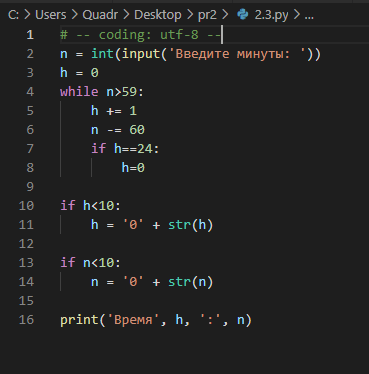 C: > Users > Quadr > Desktop > pr2 > 2.3.py > ...
1 # -- coding: utf-8 --
2 n = int(input('Введите минуты: '))
3 h = 0
4 while n>59:
5     h += 1
6     n -= 60
7     if h==24:
8         h=0
9
10 if h<10:
11     h = '0' + str(h)
12
13 if n<10:
14     n = '0' + str(n)
15
16 print('Время', h, ':', n)